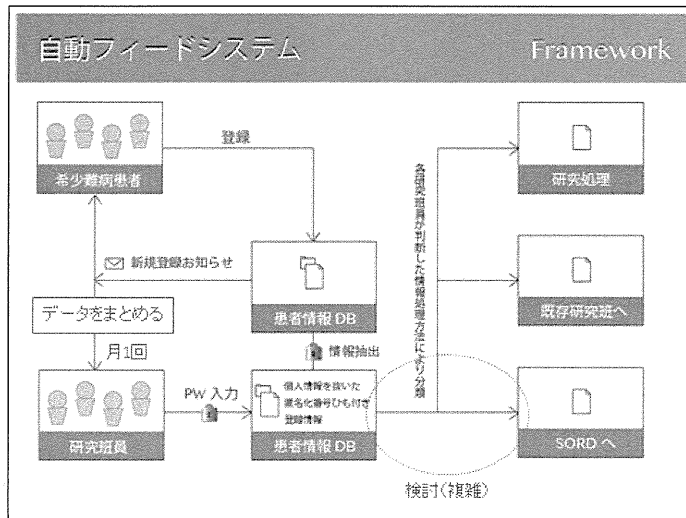 自動フィードシステム
Framework
登録
希少難病患者
研究処理
新規登録お知らせ
各研究班員が判断した情報処理方法により分類
患者情報 DB
既存研究班へ
データをまとめる
月1回
情報抽出
PW 入力
個人情報を抜いた
匿名化番号ひも付き
登録情報
研究班員
患者情報 DB
SORD へ
検討(複雑)